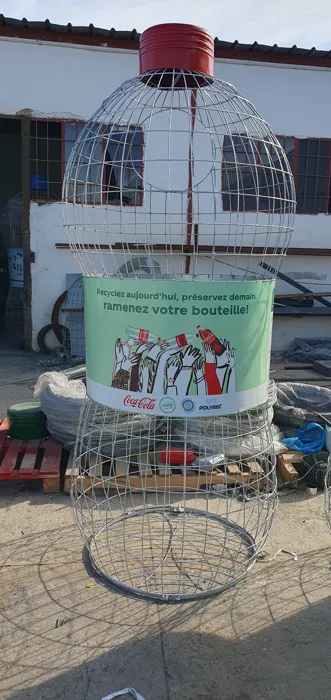 Recyclez aujourd'hui, préservez demain
ramenez votre bouteille!
Coca-Cola POLYREC